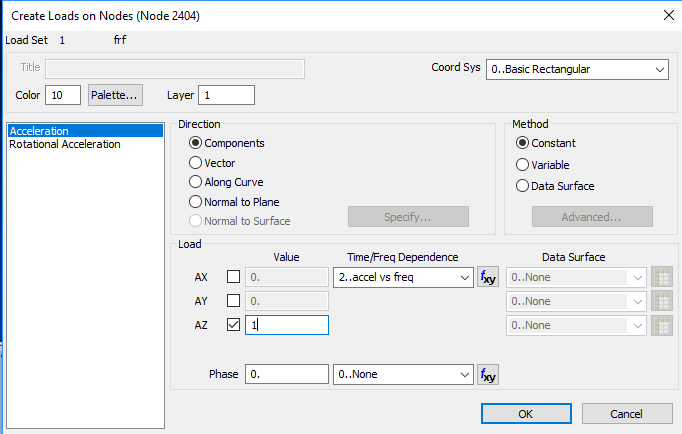 Create Loads on Nodes (Node 2404)
Load Set 1 frf
Title
Coord Sys 0..Basic Rectangular
Color 10 Palette... Layer 1
Acceleration
Rotational Acceleration
Direction
Components
Vector
Along Curve
Normal to Plane
Normal to Surface
Specify...
Method
Constant
Variable
Data Surface
Advanced...
Load
Value Time/Freq Dependence Data Surface
AX 0. 2..accel vs freq fxy 0..None
AY 0. 0..None
AZ 1 0..None
Phase 0. 0..None fxy
OK Cancel